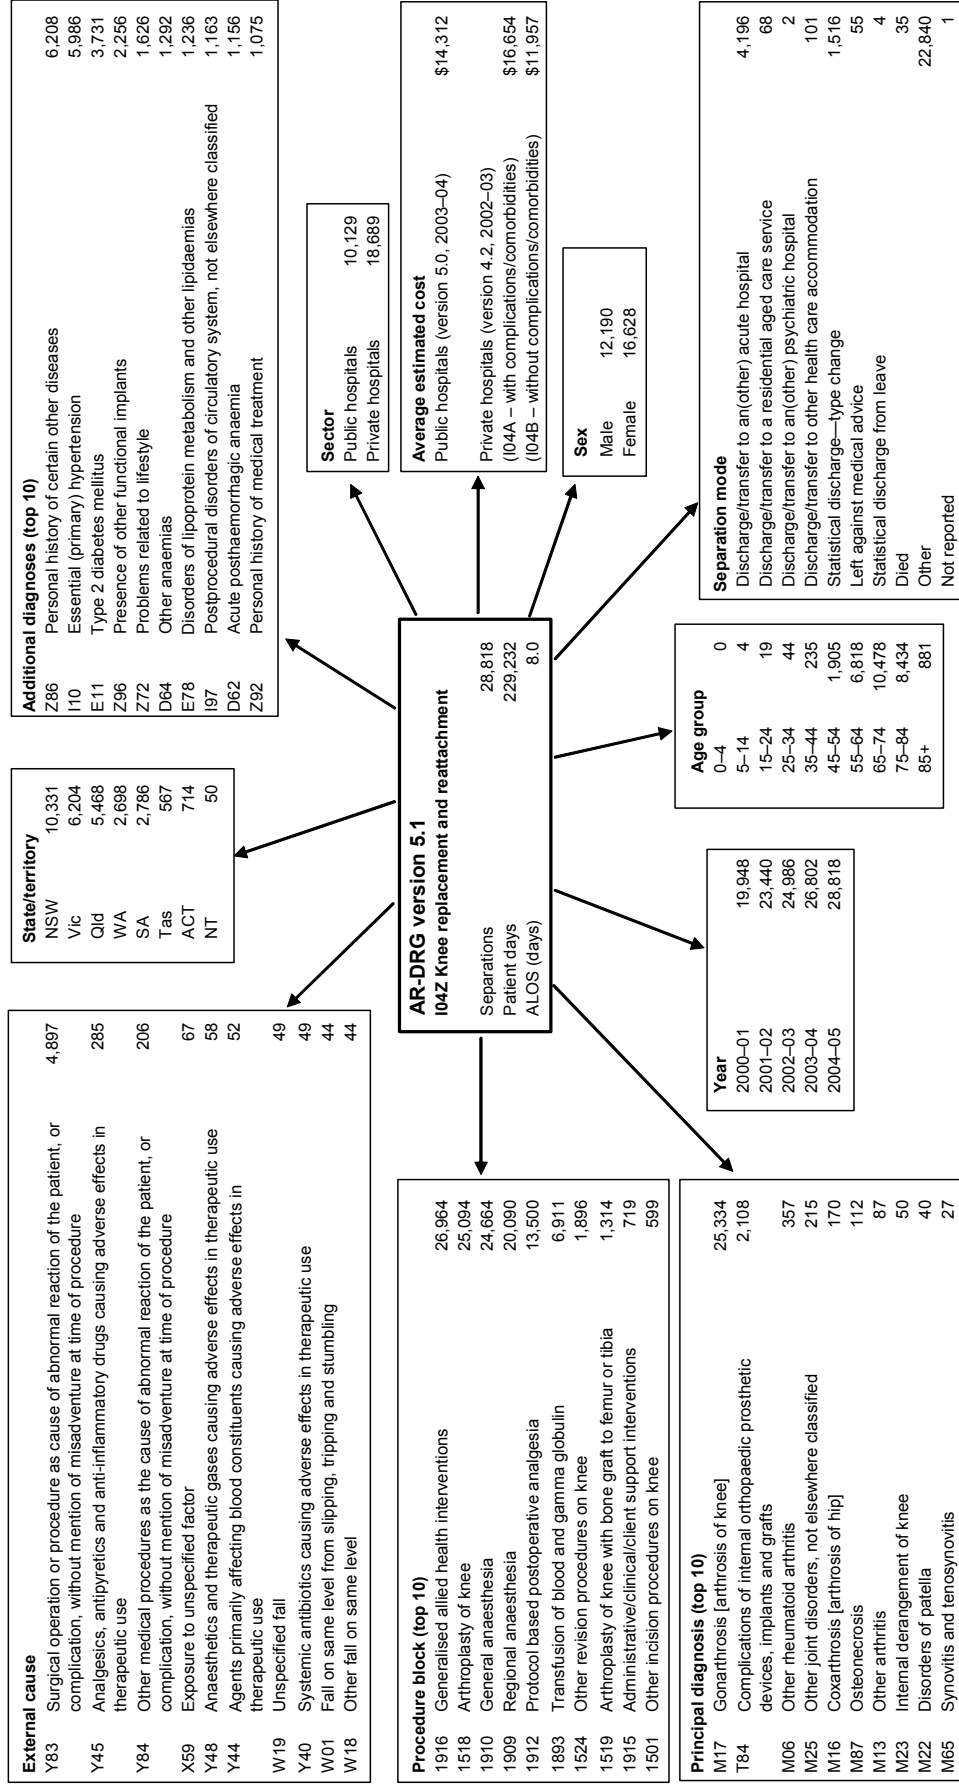 External cause
Y83 Surgical operation or procedure as cause of abnormal reaction of the patient, or 4,897
complication, without mention of misadventure at time of procedure
Y45 Analgesics, antipyretics and anti-inflammatory drugs causing adverse effects in 285
therapeutic use
Y84 Other medical procedures as the cause of abnormal reaction of the patient, or 206
complication, without mention of misadventure at time of procedure
X59 Exposure to unspecified factor 67
Y48 Anaesthetics and therapeutic gases causing adverse effects in therapeutic use 58
Y44 Agents primarily affecting blood constituents causing adverse effects in 52
therapeutic use
W19 Unspecified fall 49
Y40 Systemic antibiotics causing adverse effects in therapeutic use 49
W01 Fall on same level from slipping, tripping and stumbling 44
W18 Other fall on same level 44
State/territory
NSW 10,331
Vic 6,204
Qld 5,468
WA 2,698
SA 2,786
Tas 567
ACT 714
NT 50
Additional diagnoses (top 10)
Z86 Personal history of certain other diseases 6,208
I10 Essential (primary) hypertension 5,986
E11 Type 2 diabetes mellitus 3,731
Z96 Presence of other functional implants 2,256
Z72 Problems related to lifestyle 1,626
D64 Other anaemias 1,292
E78 Disorders of lipoprotein metabolism and other lipidaemias 1,236
I97 Postprocedural disorders of circulatory system, not elsewhere classified 1,163
D62 Acute posthaemorrhagic anaemia 1,156
Z92 Personal history of medical treatment 1,075
Procedure block (top 10)
1916 Generalised allied health interventions 26,964
1518 Arthroplasty of knee 25,094
1910 General anaesthesia 24,664
1909 Regional anaesthesia 20,090
1912 Protocol based postoperative analgesia 13,500
1893 Transfusion of blood and gamma globulin 6,911
1524 Other revision procedures on knee 1,896
1519 Arthroplasty of knee with bone graft to femur or tibia 1,314
1915 Administrative/clinical/client support interventions 719
1501 Other incision procedures on knee 599
AR-DRG version 5.1
I04Z Knee replacement and reattachment
Separations 28,818
Patient days 229,232
ALOS (days) 8.0
Sector
Public hospitals 10,129
Private hospitals 18,689
Average estimated cost
Public hospitals (version 5.0, 2003–04) $14,312
Private hospitals (version 4.2, 2002–03)
(I04A – with complications/comorbidities) $16,654
(I04B – without complications/comorbidities) $11,957
Sex
Male 12,190
Female 16,628
Principal diagnosis (top 10)
M17 Gonarthrosis [arthrosis of knee] 25,334
T84 Complications of internal orthopaedic prosthetic 2,108
devices, implants and grafts
M06 Other rheumatoid arthritis 357
M25 Other joint disorders, not elsewhere classified 215
M16 Coxarthrosis [arthrosis of hip] 170
M87 Osteonecrosis 112
M13 Other arthritis 87
M23 Internal derangement of knee 50
M22 Disorders of patella 40
M65 Synovitis and tenosynovitis 27
Year
2000–01 19,948
2001–02 23,440
2002–03 24,986
2003–04 26,802
2004–05 28,818
Age group
0–4 0
5–14 4
15–24 19
25–34 44
35–44 235
45–54 1,905
55–64 6,818
65–74 10,478
75–84 8,434
85+ 881
Separation mode
Discharge/transfer to an(other) acute hospital 4,196
Discharge/transfer to a residential aged care service 68
Discharge/transfer to an(other) psychiatric hospital 2
Discharge/transfer to other health care accommodation 101
Statistical discharge—type change 1,516
Left against medical advice 55
Statistical discharge from leave 4
Died 35
Other 22,840
Not reported 1